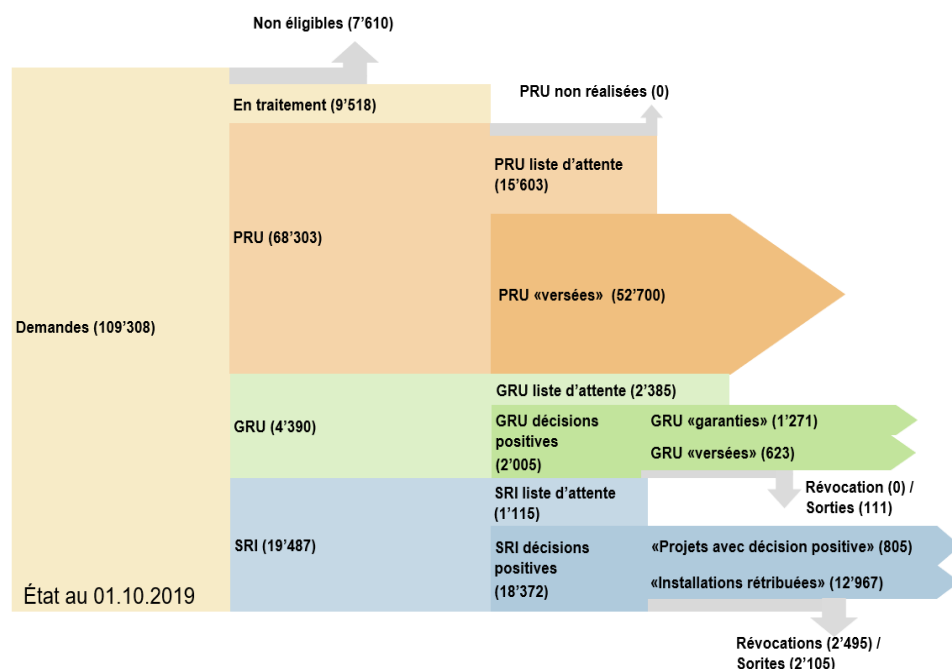 Non éligibles (7’610)
En traitement (9’518)
PRU non réalisées (0)
PRU liste d’attente
(15’603)
PRU (68’303)
PRU «versées» (52’700)
Demandes (109’308)
GRU liste d’attente (2’385)
GRU (4’390)
GRU décisions
positives
(2’005)
GRU «garanties» (1’271)
GRU «versées» (623)
Révocation (0) /
Sorties (111)
SRI liste d’attente
(1’115)
SRI (19’487)
SRI décisions
positives
(18’372)
«Projets avec décision positive» (805)
«Installations rétribuées» (12’967)
État au 01.10.2019
Révocations (2’495) /
Sorites (2’105)